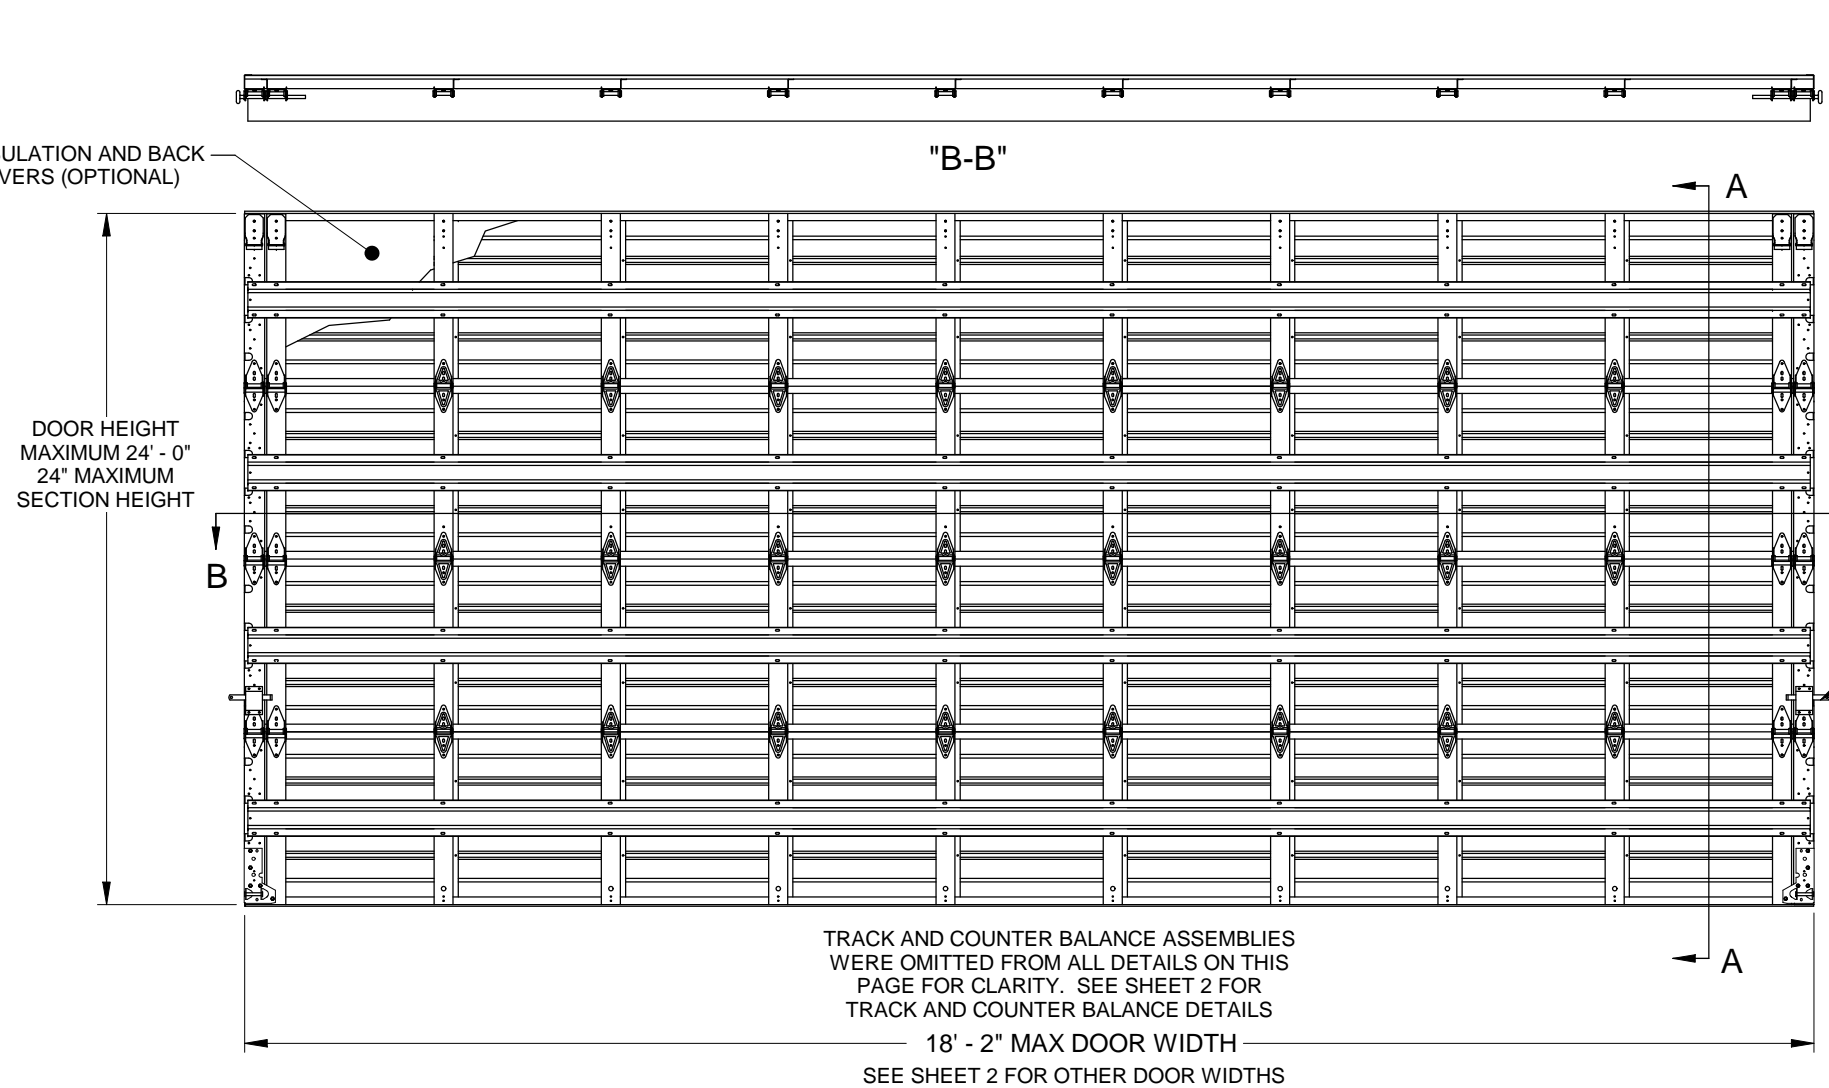 "B-B"
ULATION AND BACK
VERS (OPTIONAL)
A
DOOR HEIGHT
MAXIMUM 24' - 0"
24" MAXIMUM
SECTION HEIGHT
B
TRACK AND COUNTER BALANCE ASSEMBLIES
WERE OMITTED FROM ALL DETAILS ON THIS
PAGE FOR CLARITY.  SEE SHEET 2 FOR
TRACK AND COUNTER BALANCE DETAILS
A
18' - 2" MAX DOOR WIDTH
SEE SHEET 2 FOR OTHER DOOR WIDTHS